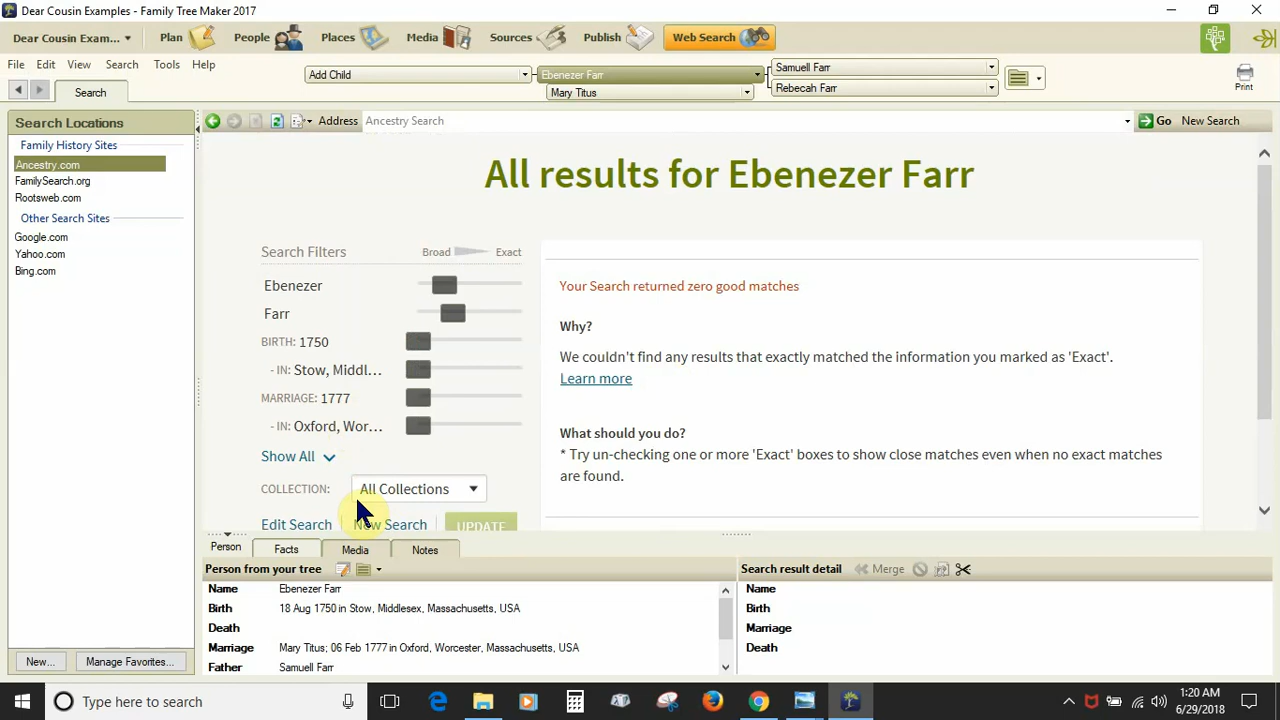 Dear Cousin Examples - Family Tree Maker 2017
Dear Cousin Exam... Plan People Places Media Sources Publish Web Search
File Edit View Search Tools Help
Add Child Ebenezer Farr Samuell Farr
Mary Titus Rebecah Farr
Print
Search
Search Locations
Family History Sites
Ancestry.com
FamilySearch.org
Rootsweb.com
Other Search Sites
Google.com
Yahoo.com
Bing.com
New... Manage Favorites...
Address Ancestry Search Go New Search
All results for Ebenezer Farr
Search Filters Broad Exact
Ebenezer
Farr
BIRTH: 1750
- IN: Stow, Middl...
MARRIAGE: 1777
- IN: Oxford, Wor...
Show All
COLLECTION: All Collections
Edit Search New Search UPDATE
Your Search returned zero good matches
Why?
We couldn't find any results that exactly matched the information you marked as 'Exact'.
Learn more
What should you do?
* Try un-checking one or more 'Exact' boxes to show close matches even when no exact matches
are found.
Person Facts Media Notes
Person from your tree
Name Ebenezer Farr
Birth 18 Aug 1750 in Stow, Middlesex, Massachusetts, USA
Death
Marriage Mary Titus; 06 Feb 1777 in Oxford, Worcester, Massachusetts, USA
Father Samuell Farr
Search result detail Merge
Name
Birth
Marriage
Death
Type here to search
1:20 AM
6/29/2018